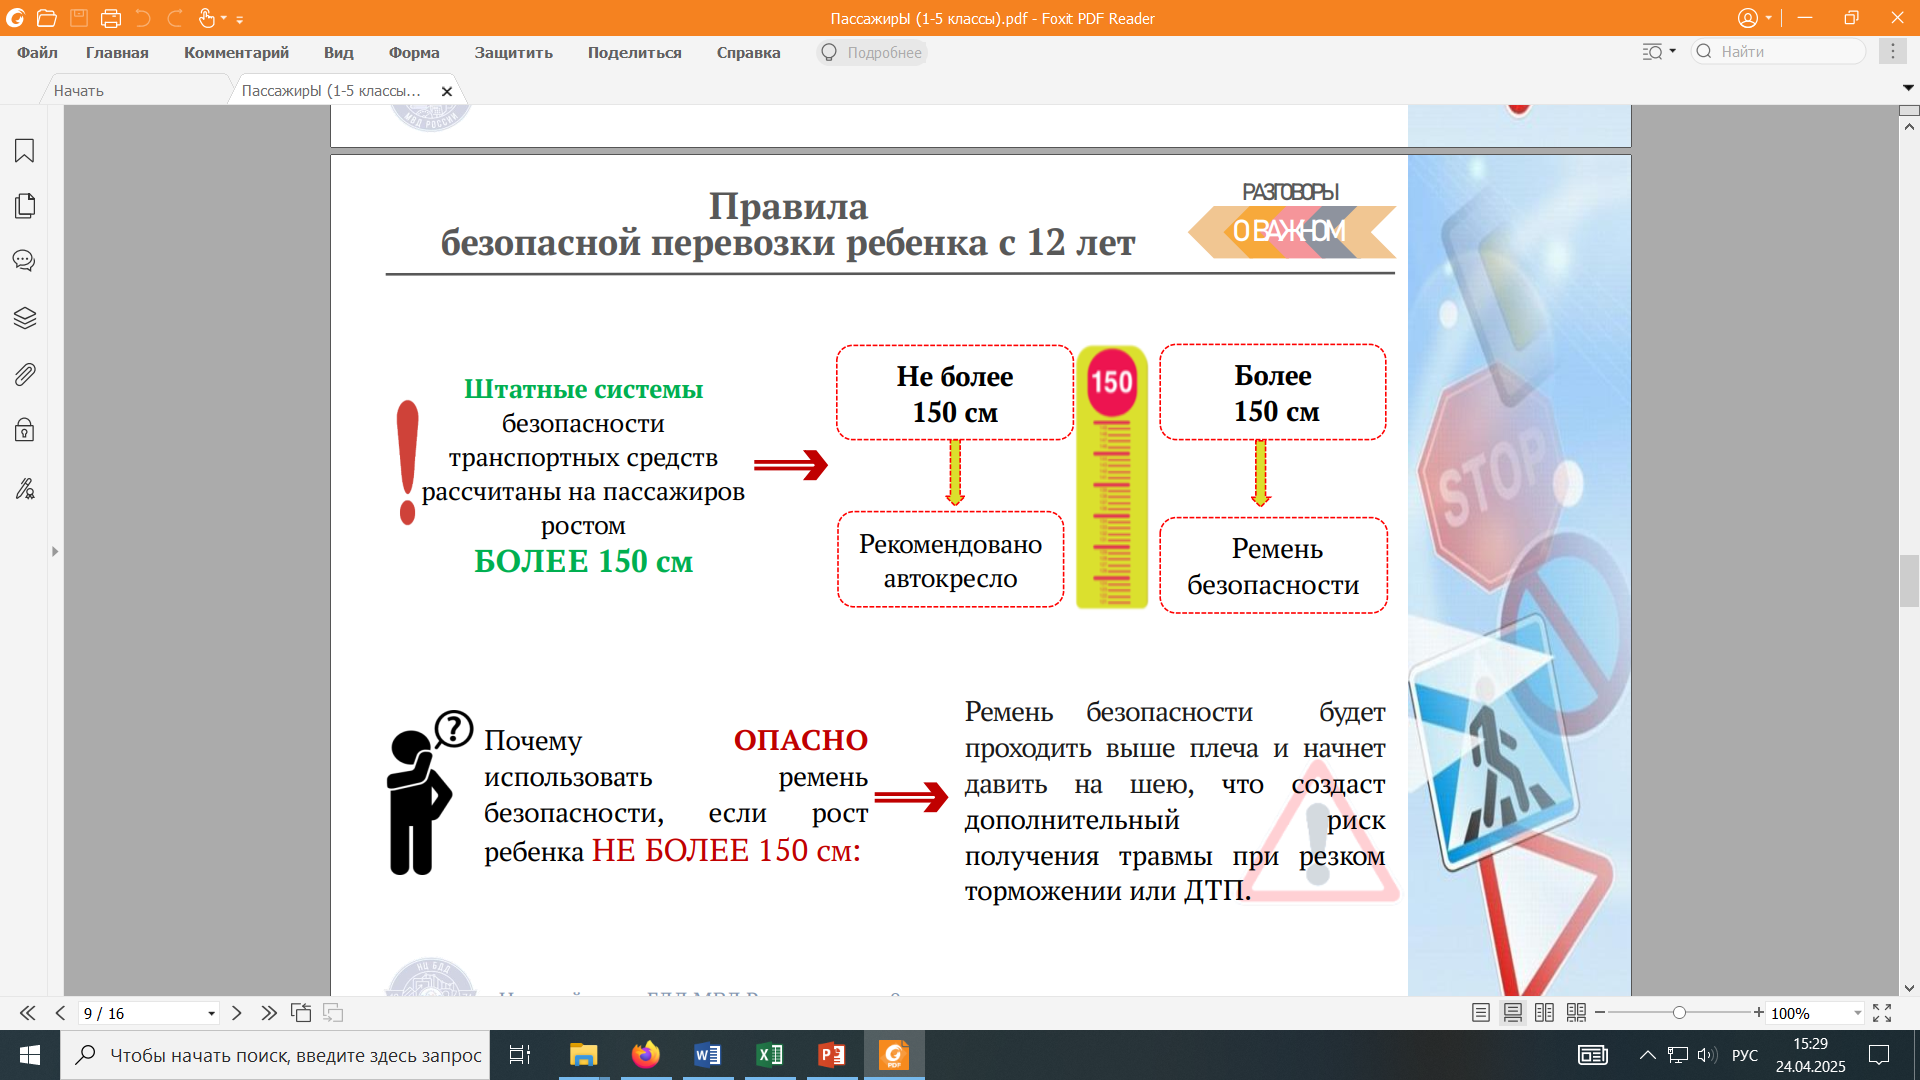 ПассажирЫ (1-5 классы).pdf - Foxit PDF Reader
Файл
Главная
Комментарий
Вид
Форма
Защитить
Поделиться
Справка
Подробнее
Найти
Начать
ПассажирЫ (1-5 классы...
МВД РОССИИ
Правила
безопасной перевозки ребенка с 12 лет
РАЗГОВОРЫ
О ВАЖНОМ
Штатные системы
безопасности
транспортных средств
рассчитаны на пассажиров
ростом
БОЛЕЕ 150 см
Не более
150 см
150
Более
150 см
Рекомендовано
автокресло
Ремень
безопасности
STOP
Почему ОПАСНО
использовать ремень
безопасности, если рост
ребенка НЕ БОЛЕЕ 150 см:
Ремень безопасности будет
проходить выше плеча и начнет
давить на шею, что создаст
дополнительный риск
получения травмы при резком
торможении или ДТП.
НЦ БДД
9 / 16
100%
Чтобы начать поиск, введите здесь запрос
РУС
15:29
24.04.2025